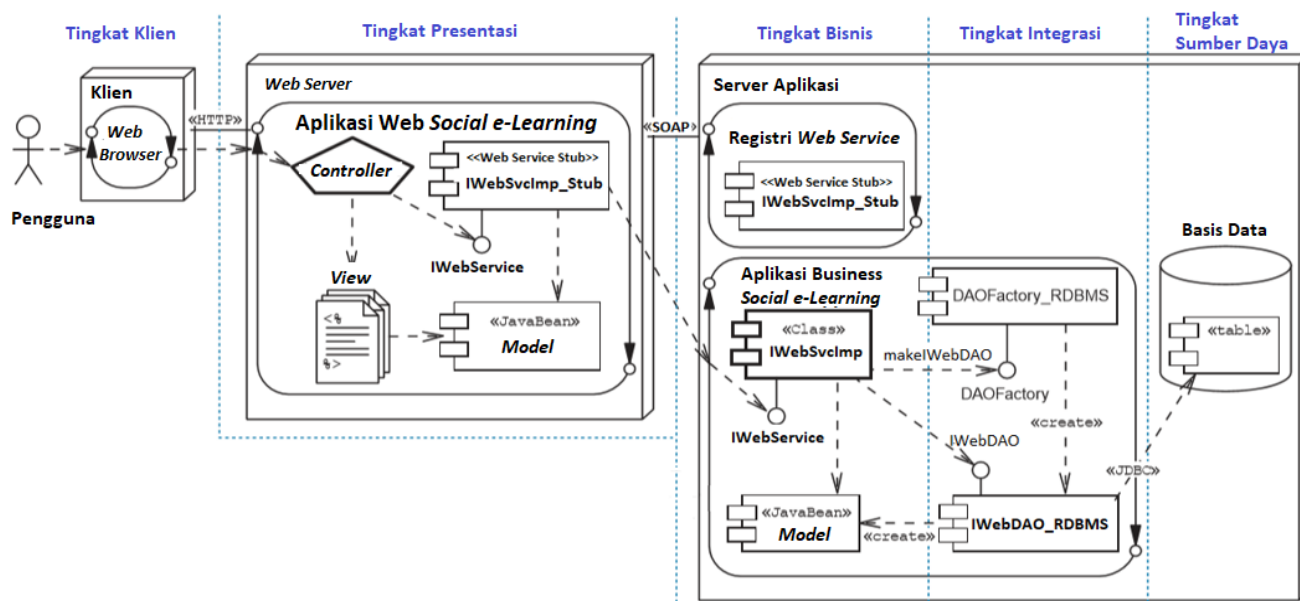 Tingkat Klien
Tingkat Presentasi
Tingkat Bisnis
Tingkat Integrasi
Tingkat
Sumber Daya
Pengguna
Klien
Web
Browser
«HTTP»
Web Server
Aplikasi Web Social e-Learning
Controller
<<Web Service Stub>>
IWebSvcImp_Stub
IWebService
View
<%
%>
«JavaBean»
Model
«SOAP»
Server Aplikasi
Registri Web Service
<<Web Service Stub>>
IWebSvcImp_Stub
Aplikasi Business
Social e-Learning
«Class»
IWebSvcImp
IWebService
makeIWebDAO
DAOFactory_RDBMS
DAOFactory
«create»
IWebDAO
IWebDAO_RDBMS
«create»
«JavaBean»
Model
«JDBC»
Basis Data
«table»